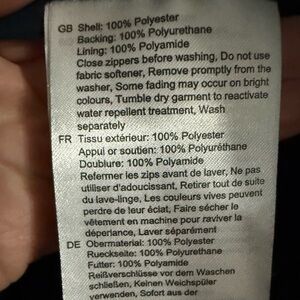 GB Shell: 100% Polyester
Backing: 100% Polyurethane
Lining: 100% Polyamide
Close zippers before washing, Do not use
fabric softener, Remove promptly from the
washer, Some fading may occur on bright
colours, Tumble dry garment to reactivate
water repellent treatment, Wash
separately
FR Tissu extérieur: 100% Polyester
Appui or soutien: 100% Polyuréthane
Doublure: 100% Polyamide
Refermer les zips avant de laver, Ne pas
utiliser d'adoucissant, Retirer tout de suite
du lave-linge, Les couleurs vives peuvent
perdre de leur éclat, Faire sécher le
vêtement en machine pour raviver la
déperlance, Laver séparément
DE Obermaterial: 100% Polyester
Rueckseite: 100% Polyurethane
Futter: 100% Polyamide
Reißverschlüsse vor dem Waschen
schließen, Keinen Weichspüler
verwenden, Sofort aus der